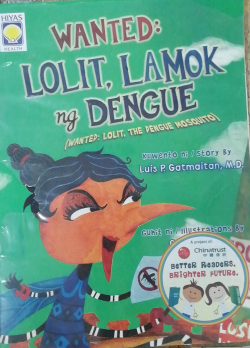 HIYAS
HEALTH
WANTED:
LOLIT, LAMOK
ng DENGUE
(WANTED: LOLIT, THE DENGUE MOSQUITO)
Kuwento ni / Story By
Luis P. Gatmaitan, M.D.
Guhit ni / Illustrations by
A project of:
Chinatrust
BETTER READERS,
BRIGHTER FUTURE.